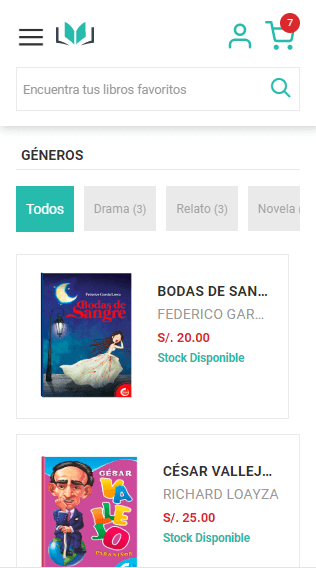 7
Encuentra tus libros favoritos
GÉNEROS
Todos
Drama (3)
Relato (3)
Novela (
Federico García Lorca
Bodas de
Sangre
BODAS DE SAN...
FEDERICO GAR...
S/. 20.00
Stock Disponible
CÉSAR
VALLEJO
PARA NIÑOS
CÉSAR VALLEJ...
RICHARD LOAYZA
S/. 25.00
Stock Disponible